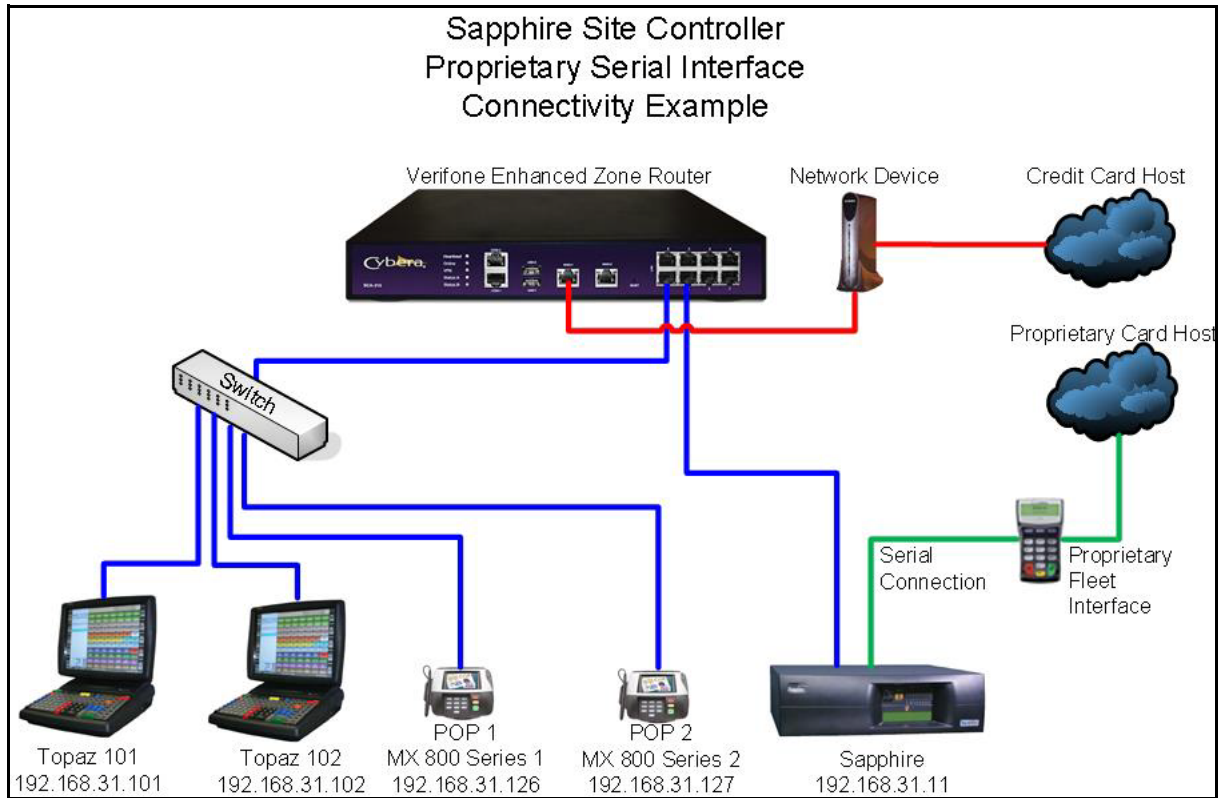 Sapphire Site Controller
Proprietary Serial Interface
Connectivity Example
Verifone Enhanced Zone Router
Network Device
Credit Card Host
Cybera
Proprietary Card Host
Switch
Serial
Connection
Proprietary
Fleet
Interface
Topaz 101
192.168.31.101
Topaz 102
192.168.31.102
POP 1
MX 800 Series 1
192.168.31.126
POP 2
MX 800 Series 2
192.168.31.127
Sapphire
192.168.31.11